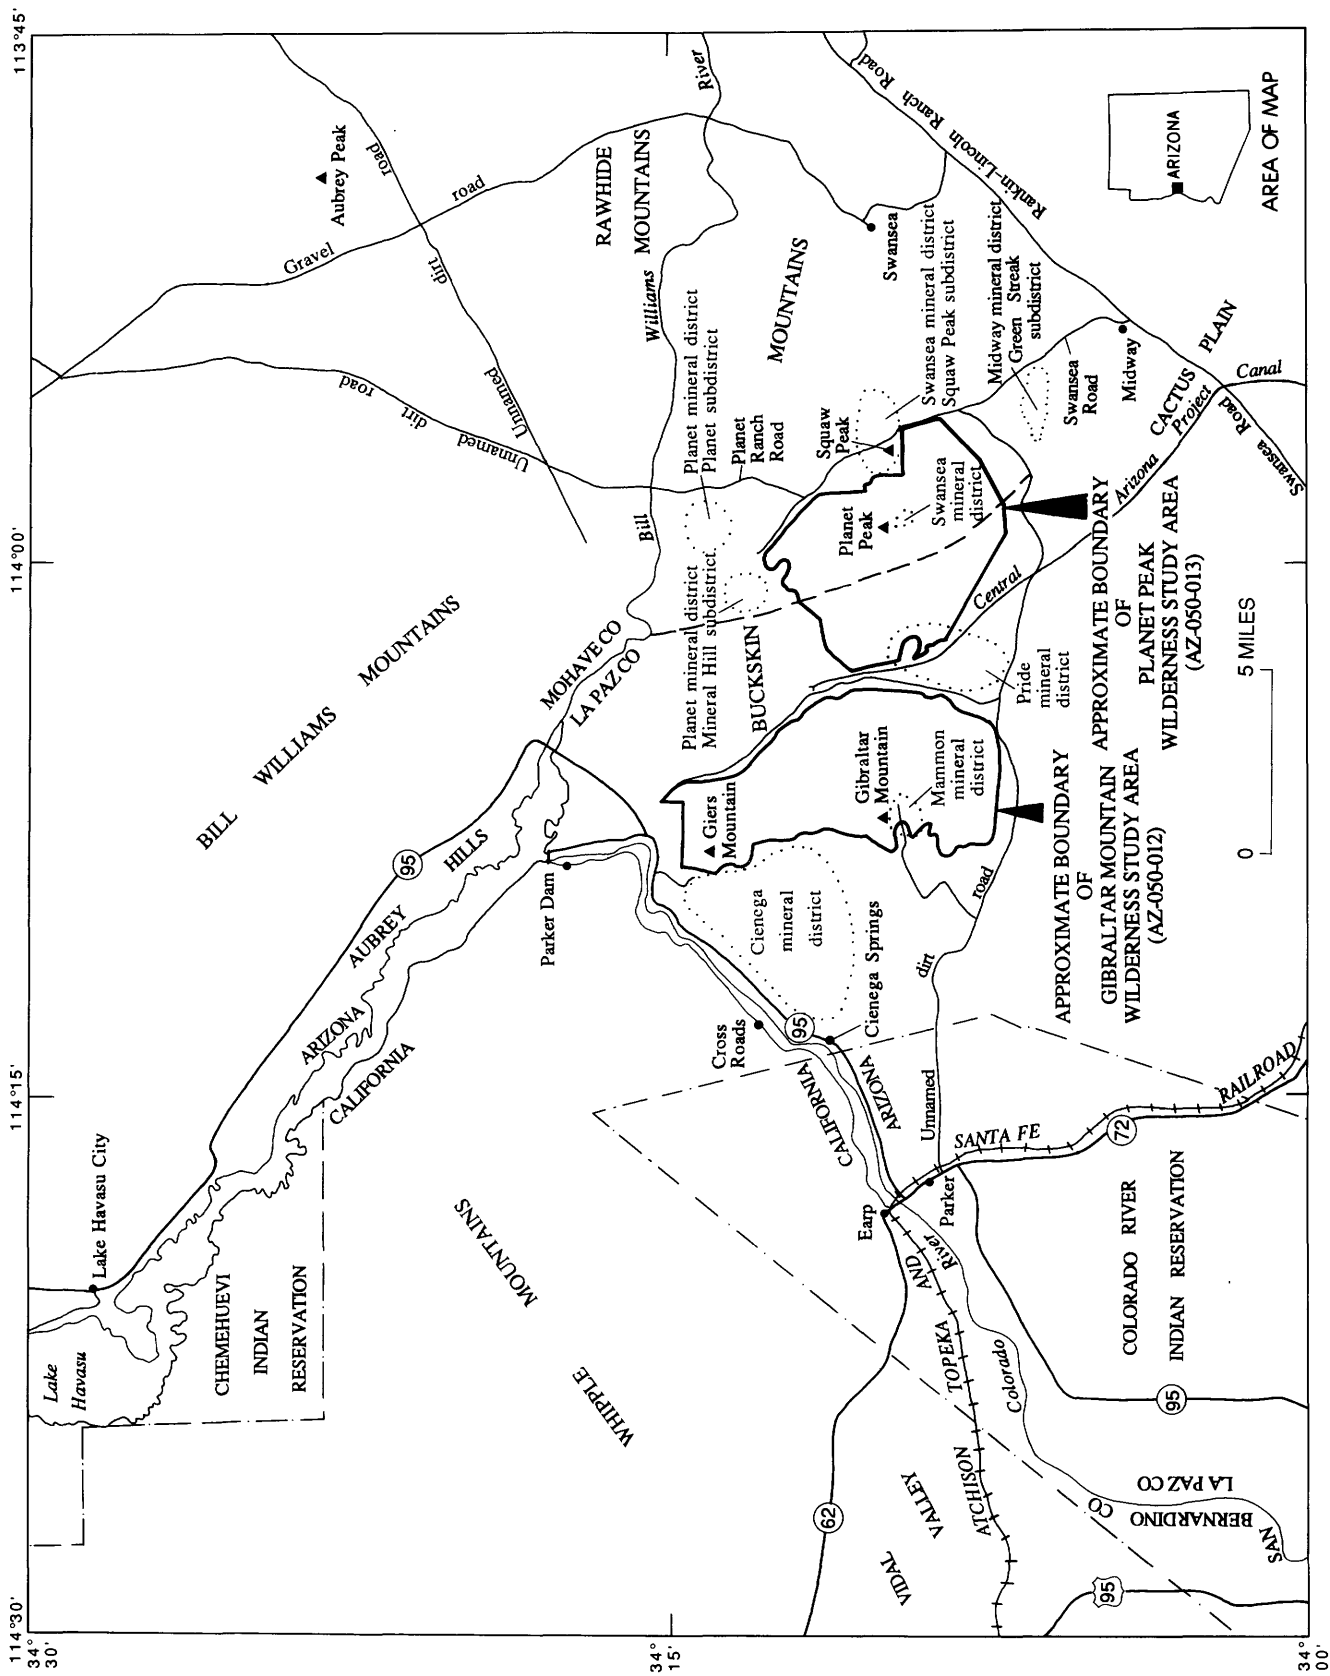 114°30'
114°15'
114°00'
113°45'
34°
30'
34°
15'
34°
00'
Lake
Havasu
Lake Havasu City
CHEMEHUEVI
INDIAN
RESERVATION
ARIZONA
CALIFORNIA
AUBREY
HILLS
95
BILL
WILLIAMS
MOUNTAINS
Parker Dam
MOHAVE CO
LA PAZ CO
Gravel
road
Aubrey Peak
Unnamed
dirt
road
Unnamed
dirt
road
RAWHIDE
MOUNTAINS
Bill
Williams
River
WHIPPLE
MOUNTAINS
Cross
Roads
95
Cienega Springs
Cienega
mineral
district
Giers
Mountain
Gibraltar
Mountain
Mammon
mineral
district
BUCKSKIN
MOUNTAINS
Planet mineral district
Mineral Hill subdistrict
Planet mineral district
Planet subdistrict
Planet
Ranch
Road
Planet
Peak
Squaw
Peak
Swansea
mineral
district
Swansea
Swansea mineral district
Squaw Peak subdistrict
Midway mineral district
Green Streak
subdistrict
Swansea
Road
Midway
Rankin-Lincoln Ranch Road
Road
CACTUS
PLAIN
Central
Arizona
Project
Canal
Swansea Road
Pride
mineral
district
CALIFORNIA
ARIZONA
Earp
Parker
Unnamed
dirt
road
62
VIDAL
VALLEY
ATCHISON
TOPEKA
AND
SANTA FE
RAILROAD
72
Colorado
River
COLORADO RIVER
INDIAN RESERVATION
95
95
SAN
BERNARDINO
CO
LA PAZ CO
APPROXIMATE BOUNDARY
OF
GIBRALTAR MOUNTAIN
WILDERNESS STUDY AREA
(AZ-050-012)
APPROXIMATE BOUNDARY
OF
PLANET PEAK
WILDERNESS STUDY AREA
(AZ-050-013)
0
5 MILES
ARIZONA
AREA OF MAP